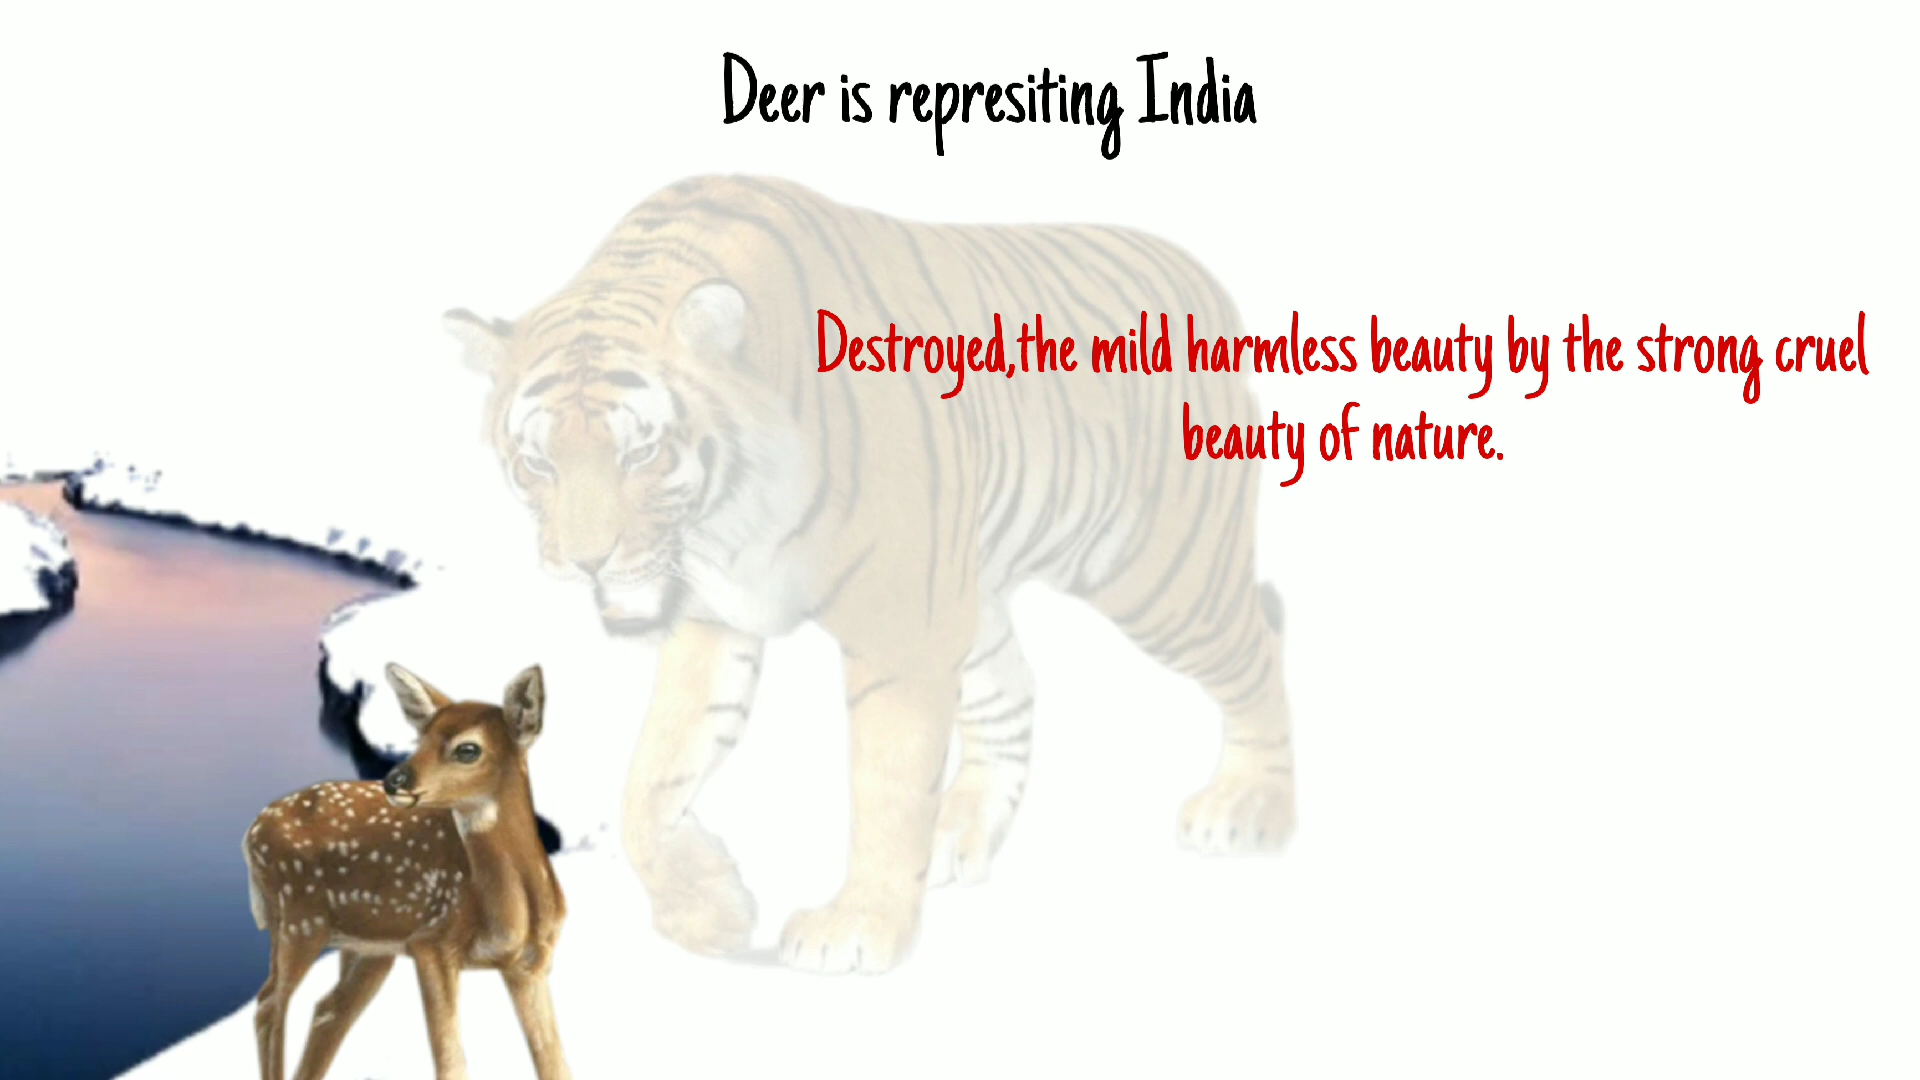 Deer is represiting India
Destroyed,the mild harmless beauty by the strong cruel
beauty of nature.